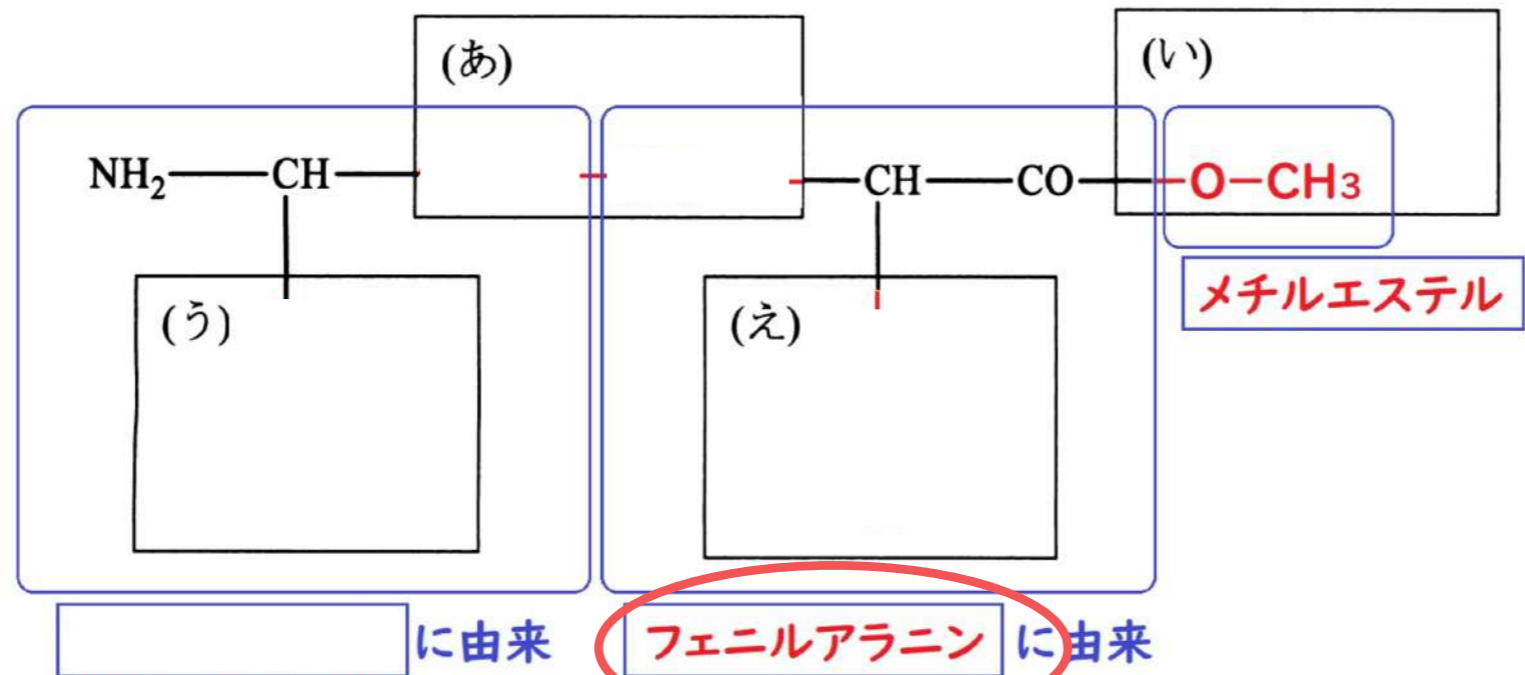 (あ)
(い)
NH₂—CH—
—CH—CO—O—CH₃
(う)
(え)
メチルエステル
に由来
フェニルアラニン に由来